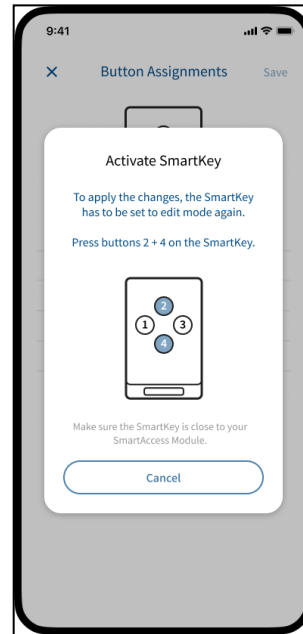 9:41
Button Assignments
Save
Activate SmartKey
To apply the changes, the SmartKey
has to be set to edit mode again.
Press buttons 2 + 4 on the SmartKey.
2
1 3
4
Make sure the SmartKey is close to your
SmartAccess Module.
Cancel